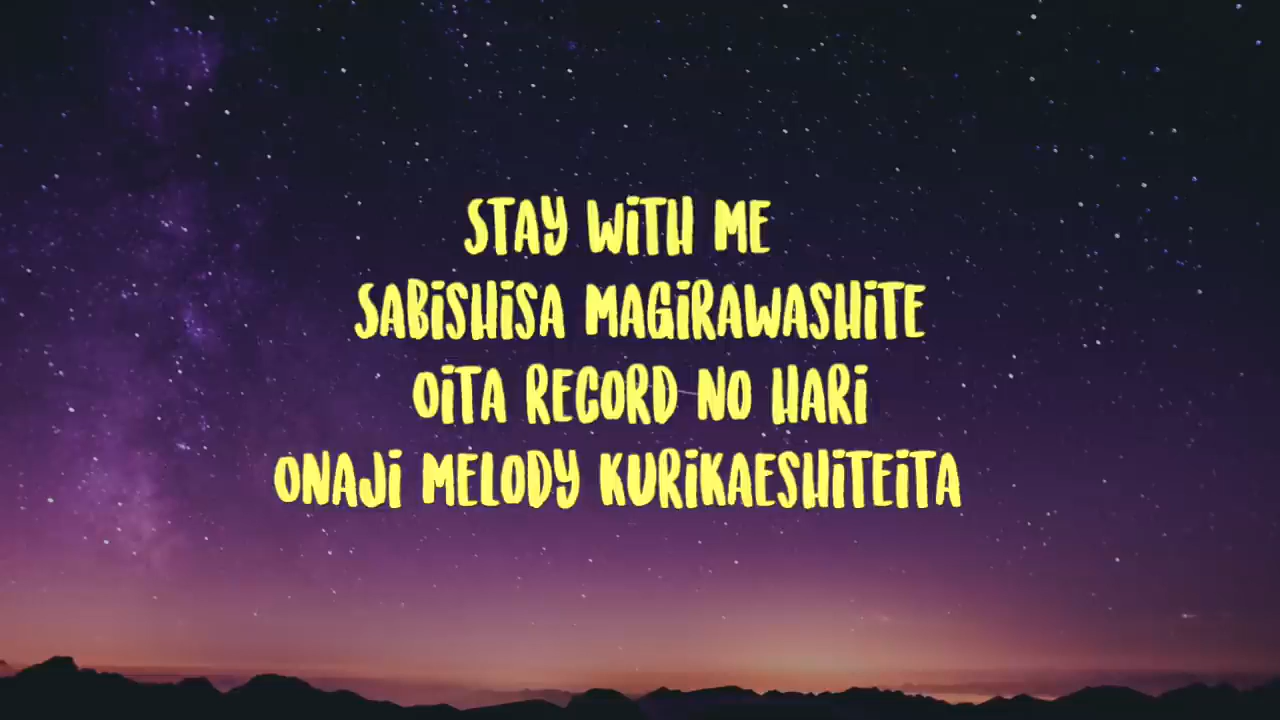 STAY WiTH ME
SABiSHiSA MAGiRAWASHiTE
OiTA RECORD NO HARi
ONAJi MELODY KURiKAESHiTEiTA